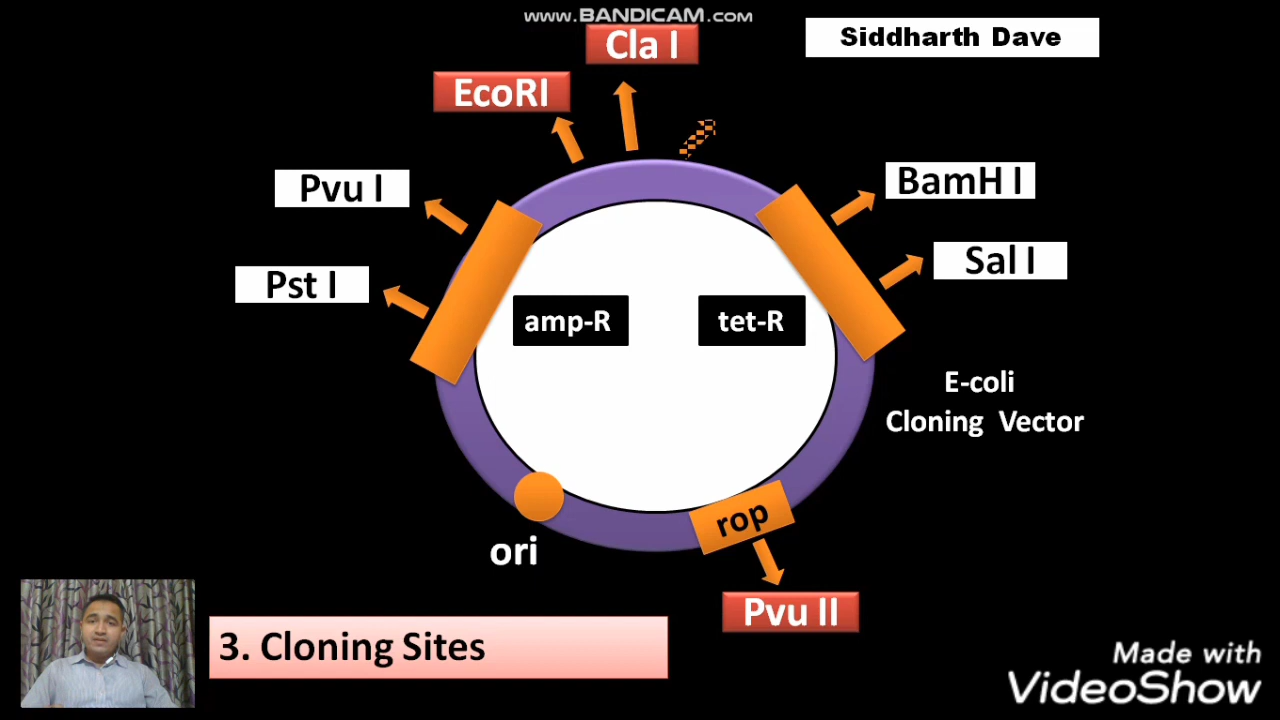 www.BANDICAM.com
Siddharth Dave
Cla I
EcoRI
Pvu I
BamH I
Pst I
Sal I
amp-R
tet-R
E-coli
Cloning Vector
rop
ori
Pvu II
3. Cloning Sites
Made with
VideoShow